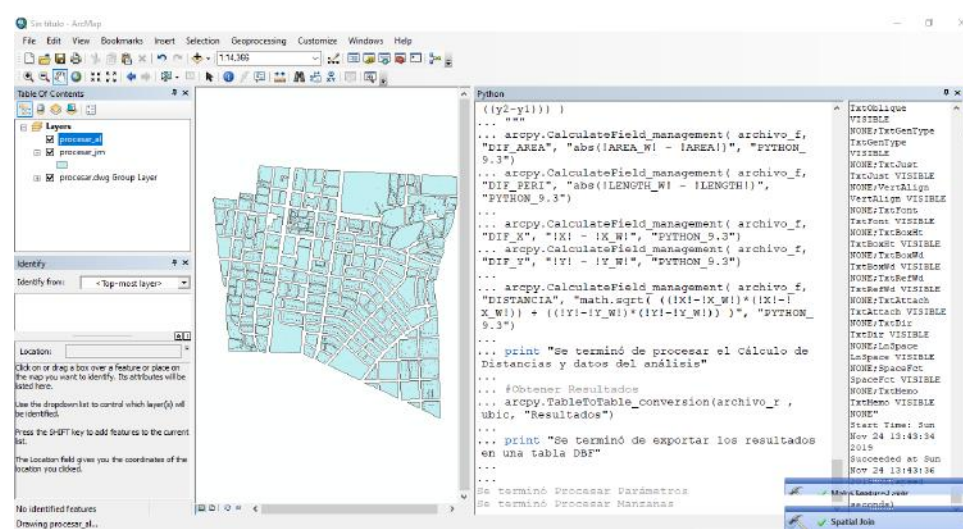 Sin título - ArcMap
File Edit View Bookmarks Insert Selection Geoprocessing Customize Windows Help
1:14,366
Table Of Contents
Layers
procesar_al
procesar_jm
procesar.dwg Group Layer
Identify
Identify from: <Top-most layer>
Location:
Click on or drag a box over a feature or place on
the map you want to identify. Its attributes will be
listed here.
Use the dropdown list to control which layer(s) will
be identified.
Press the SHIFT key to add features to the current
list.
The Location field gives you the coordinates of the
location you clicked.
No identified features
Drawing procesar_al...
Python
((y2-y1))) )
... """
... arcpy.CalculateField_management( archivo_f,
"DIF_AREA", "abs(!AREA_W! - !AREA!)", "PYTHON_
9.3")
... arcpy.CalculateField_management( archivo_f,
"DIF_PERI", "abs(!LENGTH_W! - !LENGTH!)",
"PYTHON_9.3")
...
... arcpy.CalculateField_management( archivo_f,
"DIF_X", "!X! - !X_W!", "PYTHON_9.3")
... arcpy.CalculateField_management( archivo_f,
"DIF_Y", "!Y! - !Y_W!", "PYTHON_9.3")
...
... arcpy.CalculateField_management( archivo_f,
"DISTANCIA", "math.sqrt( ((!X!-!X_W!)*(!X!-!
X_W!)) + ((!Y!-!Y_W!)*(!Y!-!Y_W!)) )", "PYTHON_
9.3")
...
... print "Se terminó de procesar el Cálculo de
Distancias y datos del análisis"
...
... #Obtener Resultados
... arcpy.TableToTable_conversion(archivo_r ,
ubic, "Resultados")
...
... print "Se terminó de exportar los resultados
en una tabla DBF"
...
...
Se terminó Procesar Parámetros
Se terminó Procesar Manzanas
TxtOblique
VISIBLE
NONE;TxtGenType
TxtGenType
VISIBLE
NONE;TxtJust
TxtJust VISIBLE
NONE;VertAlign
VertAlign VISIBLE
NONE;TxtFont
TxtFont VISIBLE
NONE;TxtBoxHt
TxtBoxHt VISIBLE
NONE;TxtBoxWd
TxtBoxWd VISIBLE
NONE;TxtRefWd
TxtRefWd VISIBLE
NONE;TxtAttach
TxtAttach VISIBLE
NONE;TxtDir
TxtDir VISIBLE
NONE;LnSpace
LnSpace VISIBLE
NONE;SpaceFct
SpaceFct VISIBLE
NONE;TxtMemo
TxtMemo VISIBLE
NONE"
Start Time: Sun
Nov 24 13:43:34
2019
Succeeded at Sun
Nov 24 13:43:36
seconds)
Spatial Join